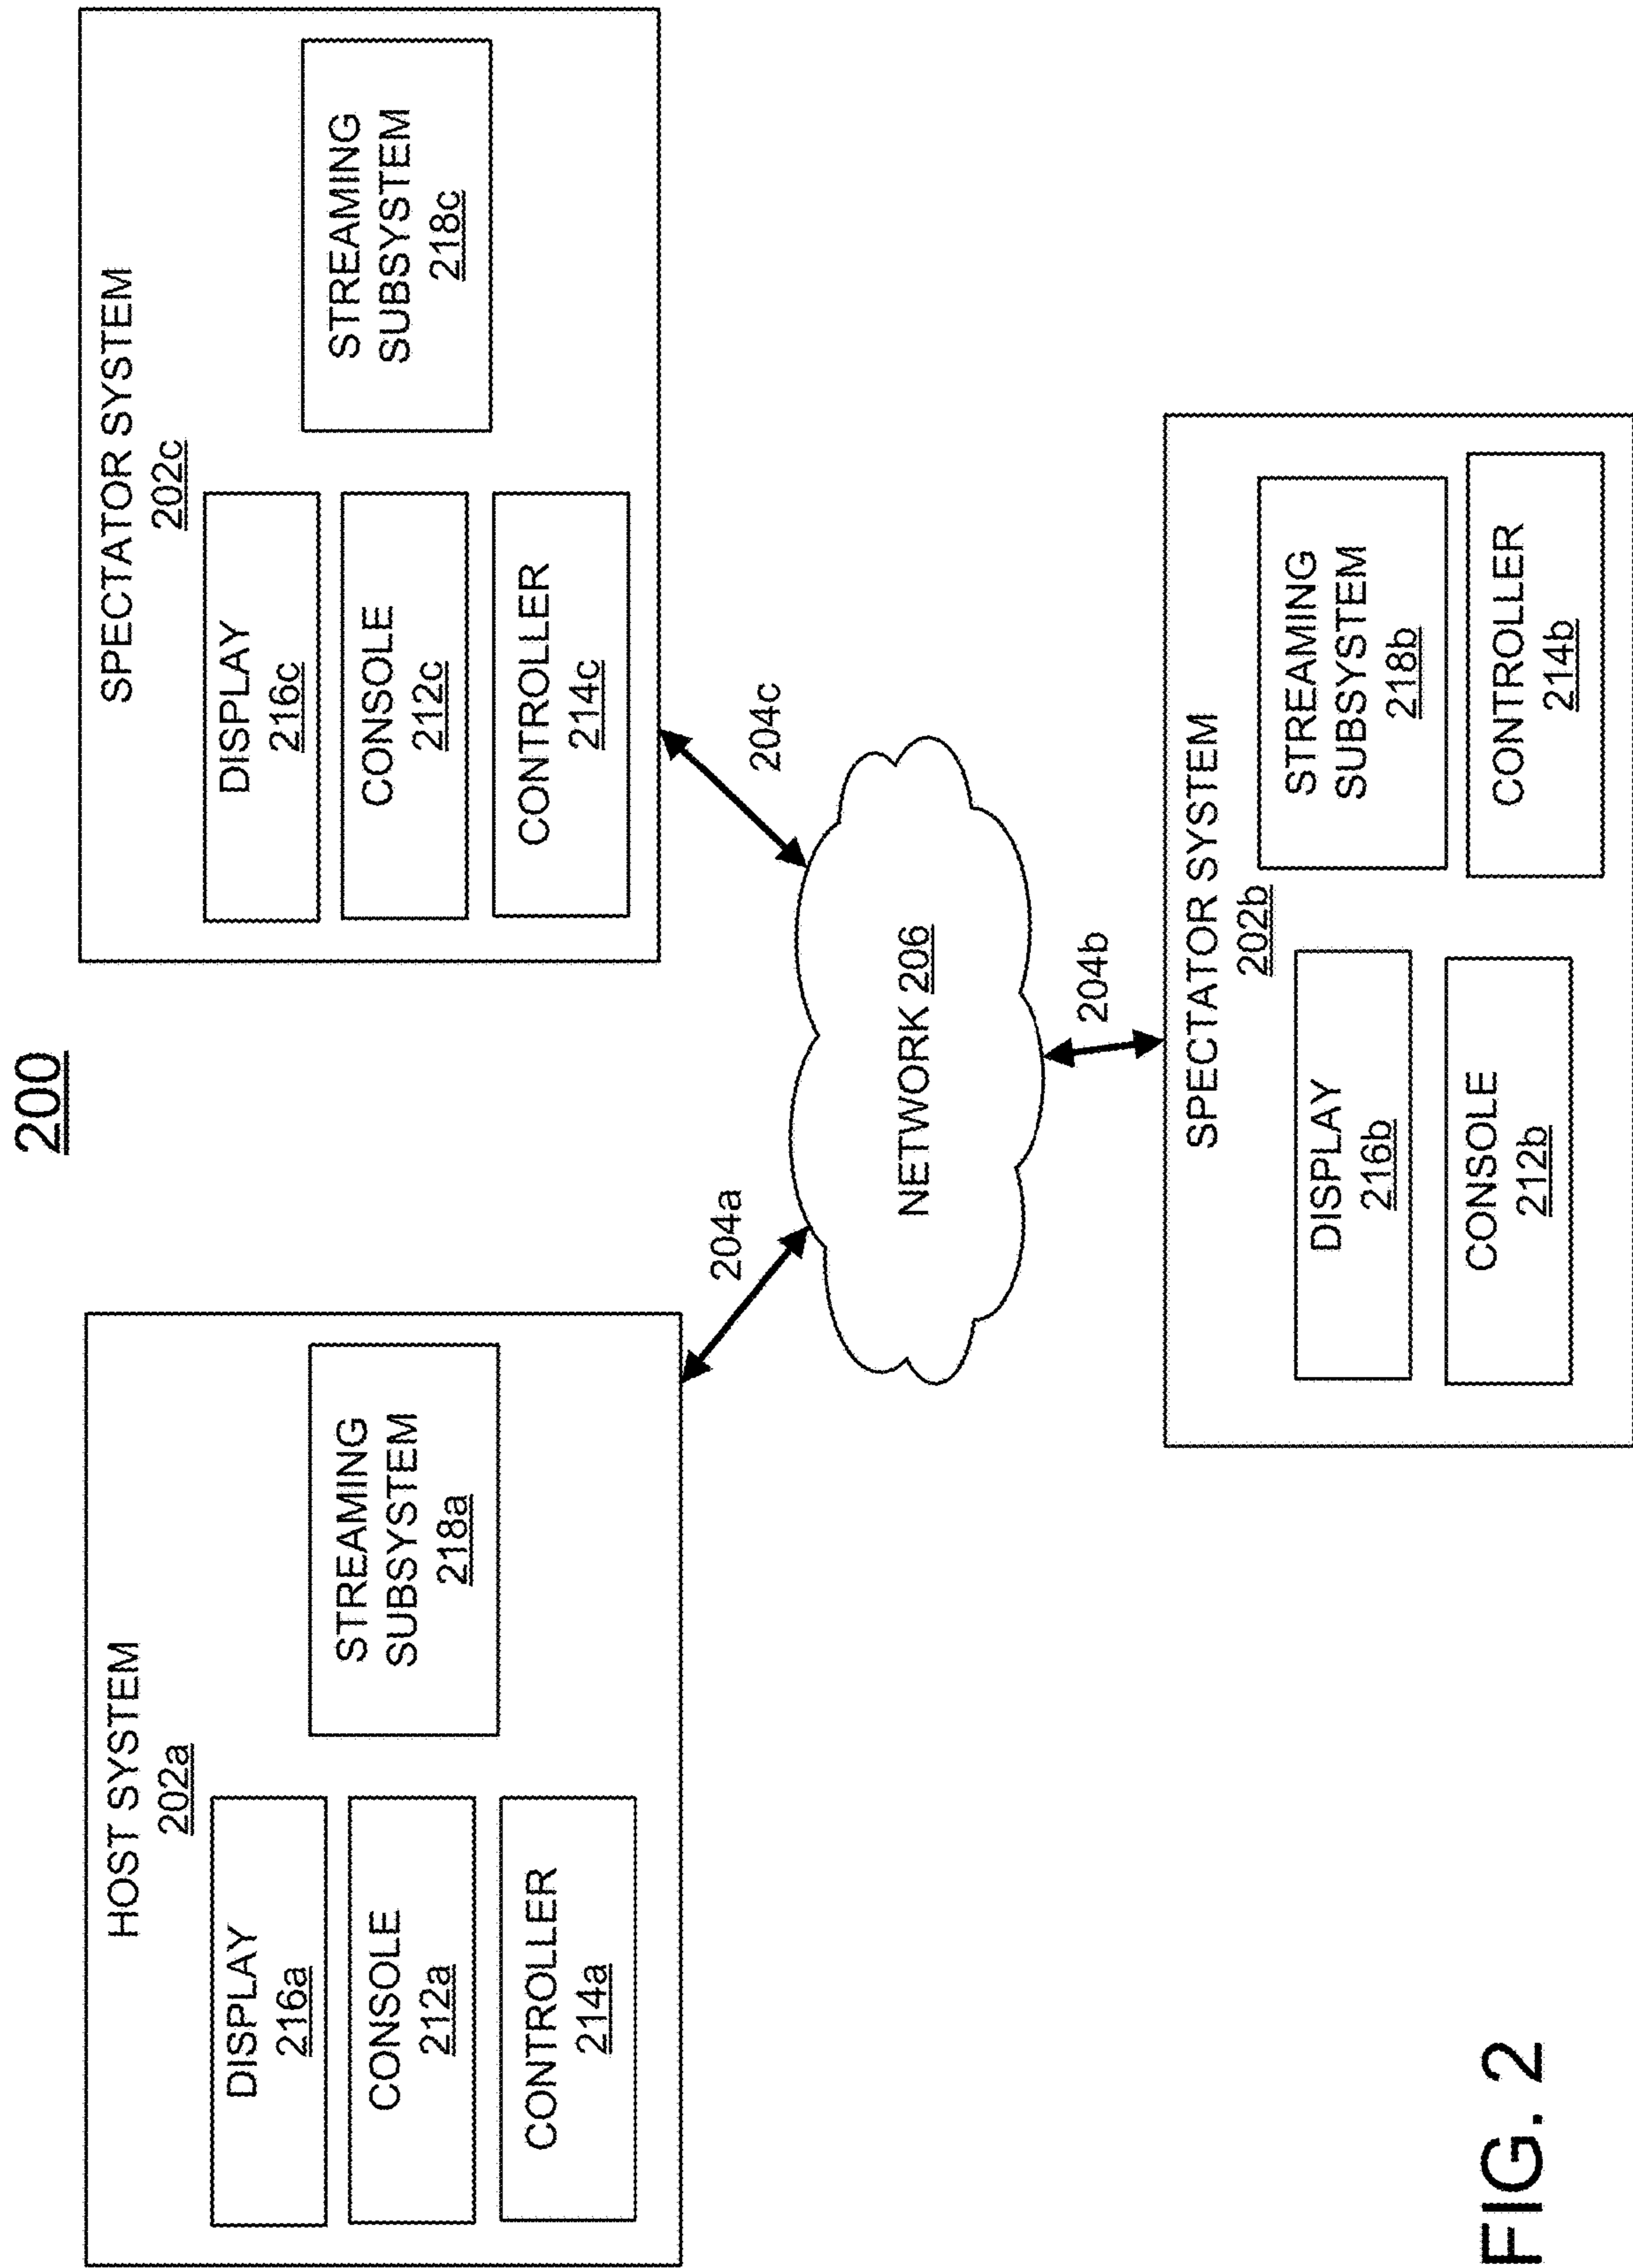 200
HOST SYSTEM
202a
DISPLAY
216a
CONSOLE
212a
CONTROLLER
214a
STREAMING
SUBSYSTEM
218a
SPECTATOR SYSTEM
202c
DISPLAY
216c
CONSOLE
212c
CONTROLLER
214c
STREAMING
SUBSYSTEM
218c
204a
204c
NETWORK 206
204b
SPECTATOR SYSTEM
202b
DISPLAY
216b
CONSOLE
212b
STREAMING
SUBSYSTEM
218b
CONTROLLER
214b
FIG. 2